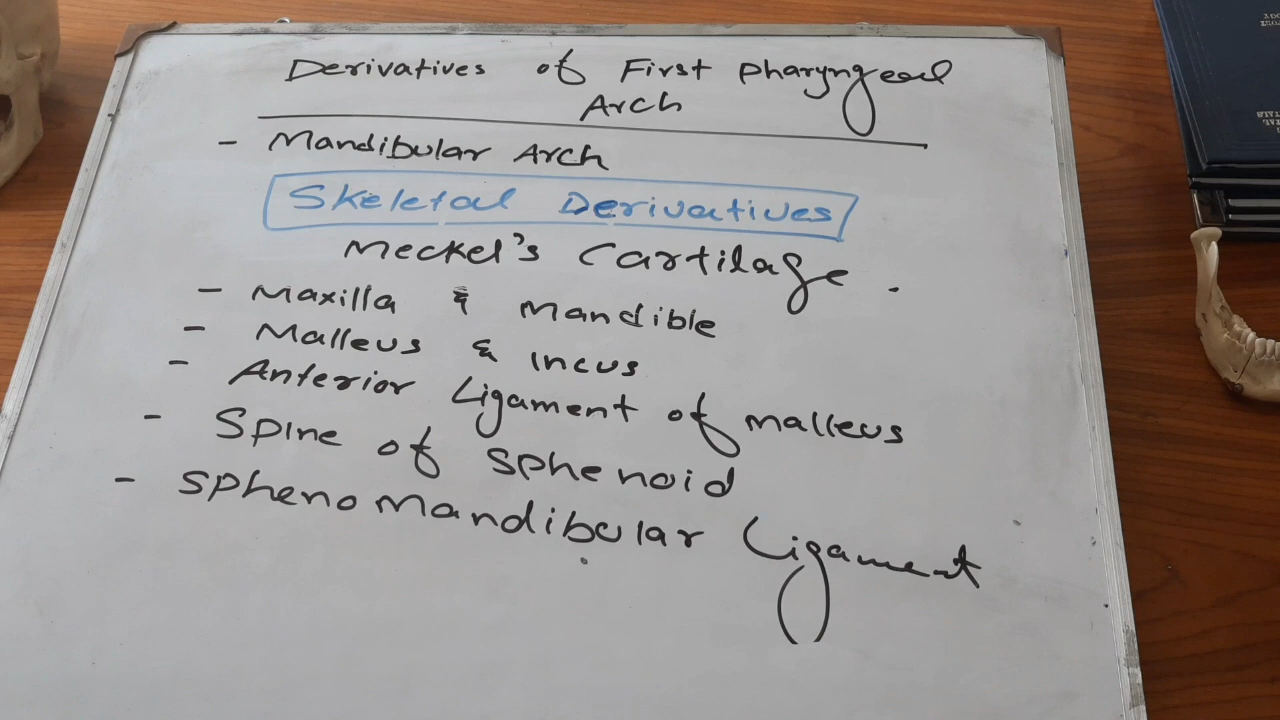 Derivatives of First Pharyngeal
Arch
- Mandibular Arch
Skeletal Derivatives
Meckel's Cartilage.
- Maxilla & Mandible
- Malleus & Incus
- Anterior Ligament of malleus
- Spine of sphenoid
- Sphenomandibular Ligament